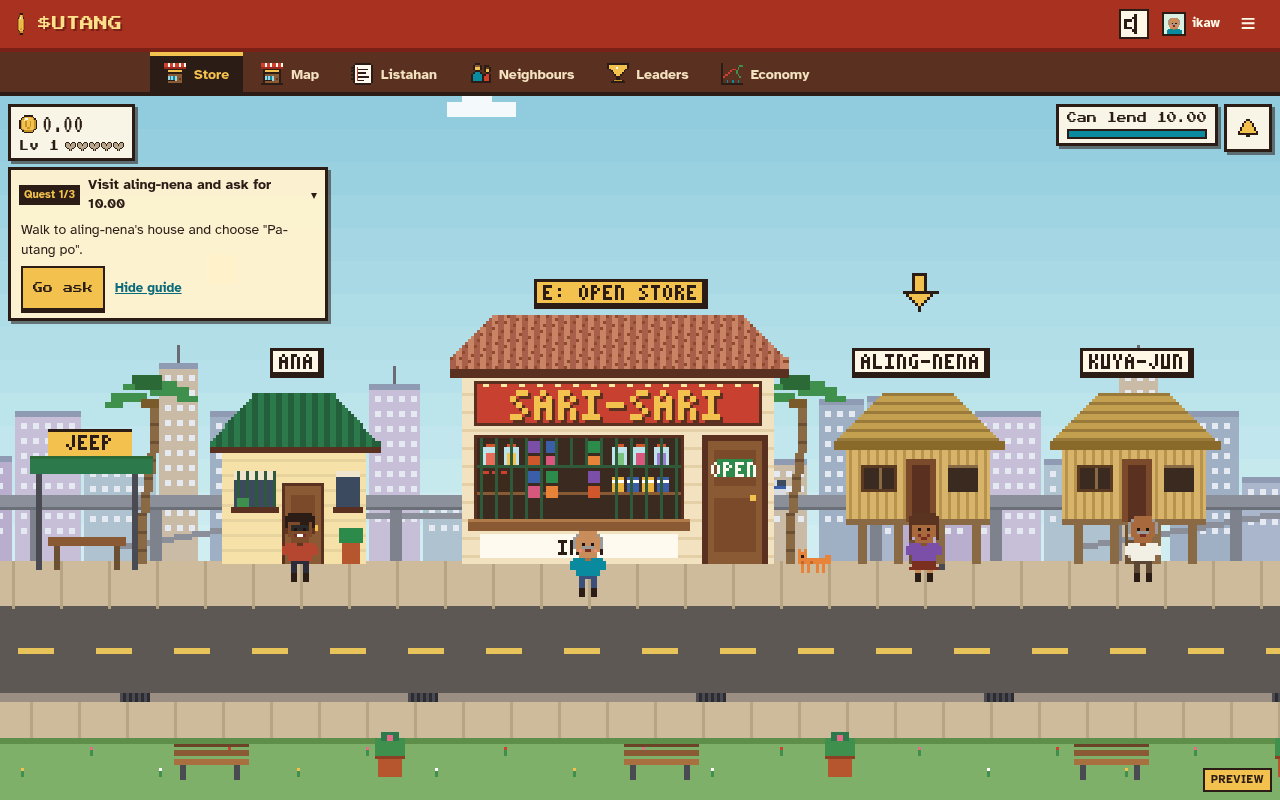 $UTANG
ikaw
Store
Map
Listahan
Neighbours
Leaders
Economy
0.00
Lv 1
Can lend 10.00
Quest 1/3
Visit aling-nena and ask for
10.00
Walk to aling-nena's house and choose "Pa-
utang po".
Go ask
Hide guide
E: OPEN STORE
ANA
ALING-NENA
KUYA-JUN
JEEP
SARI-SARI
OPEN
PREVIEW